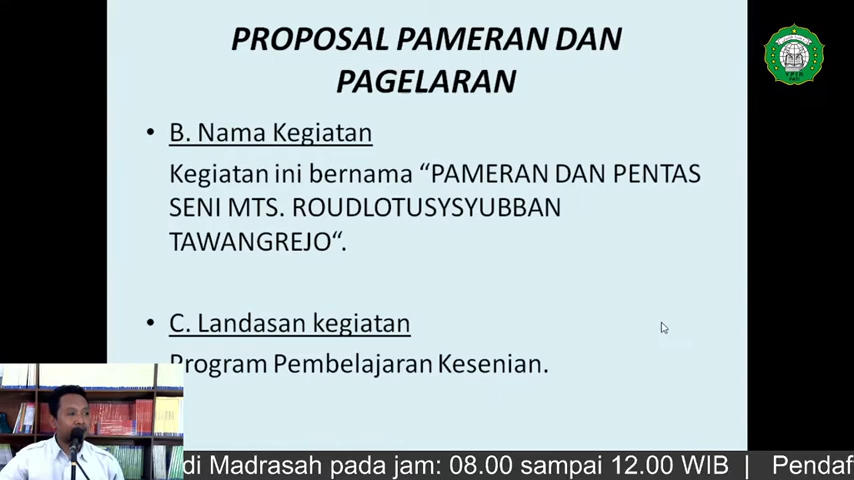 PROPOSAL PAMERAN DAN
PAGELARAN
• B. Nama Kegiatan
Kegiatan ini bernama “PAMERAN DAN PENTAS
SENI MTS. ROUDLOTUSYSYUBBAN
TAWANGREJO“.
• C. Landasan kegiatan
Program Pembelajaran Kesenian.
di Madrasah pada jam: 08.00 sampai 12.00 WIB | Pendaf